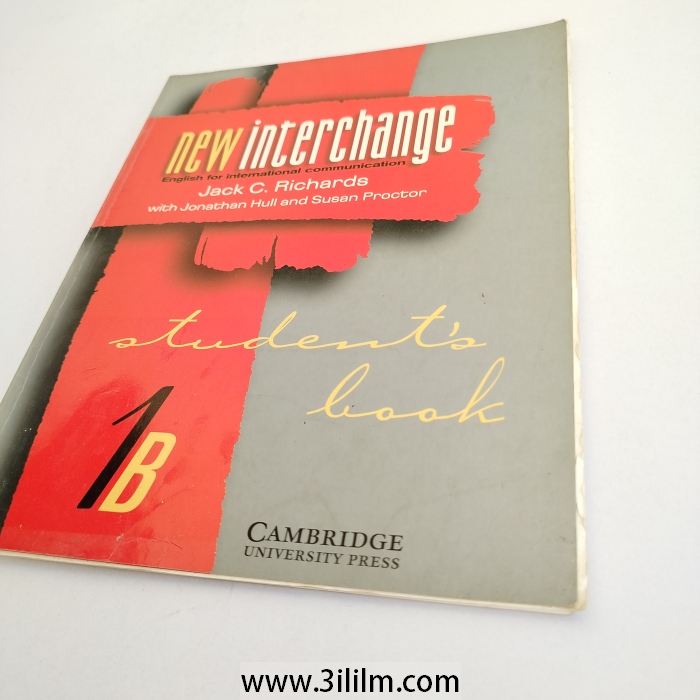 new interchange
English for international communication
Jack C. Richards
with Jonathan Hull and Susan Proctor
student's
book
1B
CAMBRIDGE
UNIVERSITY PRESS
www.3ililm.com